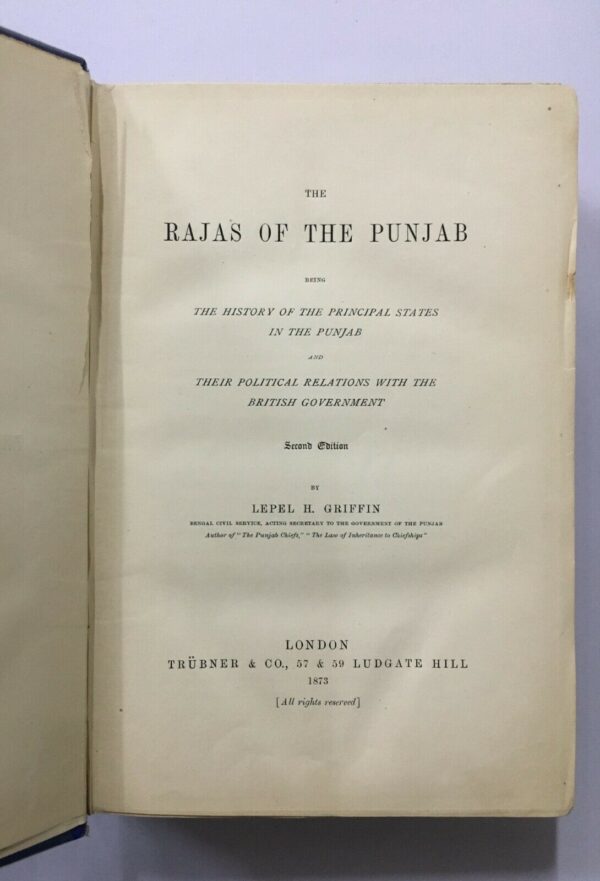 THE
RAJAS OF THE PUNJAB
BEING
THE HISTORY OF THE PRINCIPAL STATES
IN THE PUNJAB
AND
THEIR POLITICAL RELATIONS WITH THE
BRITISH GOVERNMENT
Second Edition
BY
LEPEL H. GRIFFIN
BENGAL CIVIL SERVICE, ACTING SECRETARY TO THE GOVERNMENT OF THE PUNJAB
Author of "The Punjab Chiefs," "The Law of Inheritance to Chiefships"
LONDON
TRÜBNER & CO., 57 & 59 LUDGATE HILL
1873
[All rights reserved]